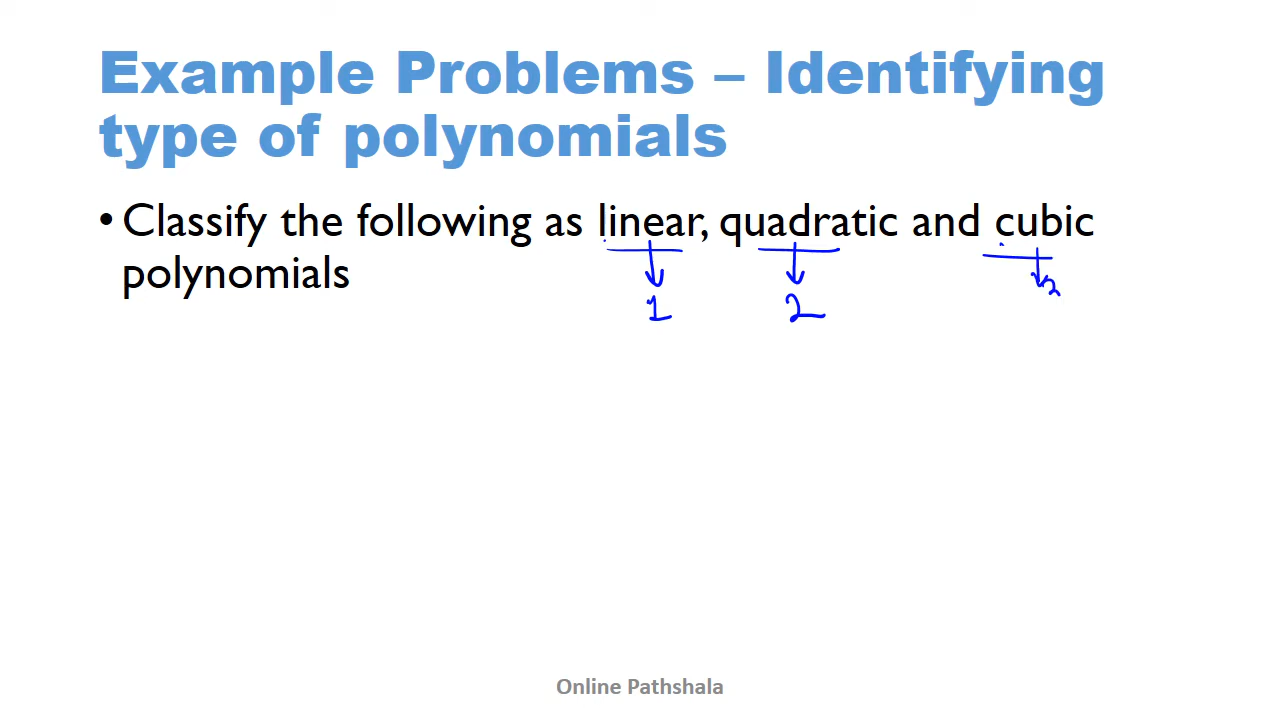 Example Problems – Identifying
type of polynomials
• Classify the following as linear, quadratic and cubic
polynomials
1 2
Online Pathshala